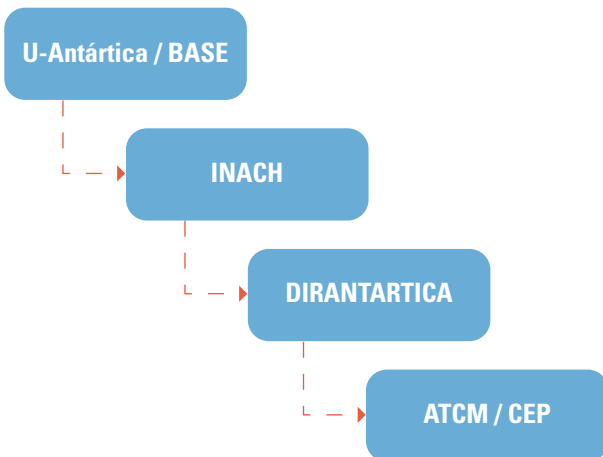 U-Antártica / BASE
INACH
DIRANTARTICA
ATCM / CEP